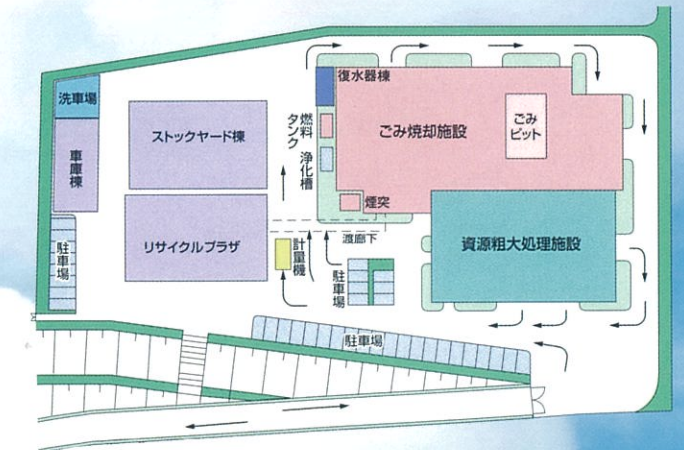 洗車場
車庫棟
駐車場
ストックヤード棟
リサイクルプラザ
燃料
タンク
浄化槽
復水器棟
ごみ焼却施設
ごみ
ピット
煙突
渡廊下
計量機
駐車場
資源粗大処理施設
駐車場